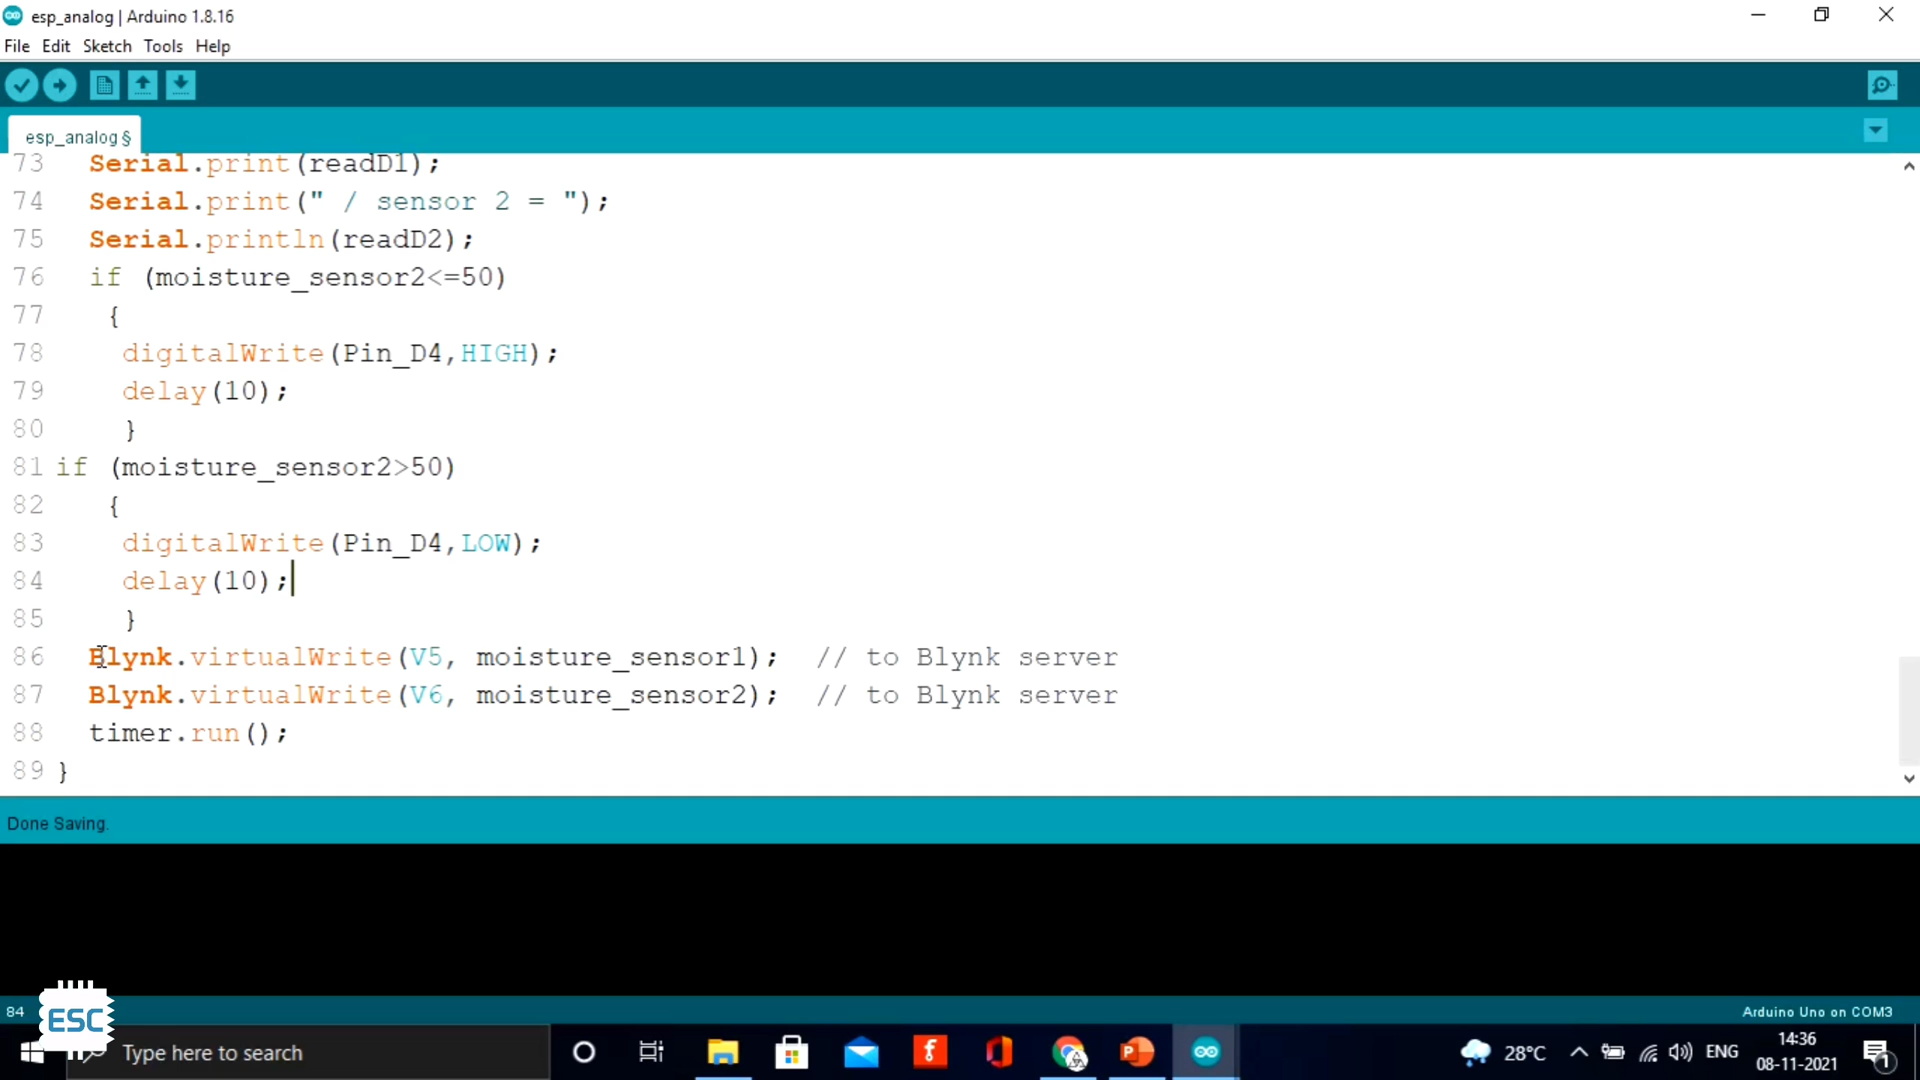 esp_analog | Arduino 1.8.16
File Edit Sketch Tools Help
esp_analog §
73 Serial.print(readD1);
74 Serial.print(" / sensor 2 = ");
75 Serial.println(readD2);
76 if (moisture_sensor2<=50)
77 {
78 digitalWrite(Pin_D4,HIGH);
79 delay(10);
80 }
81 if (moisture_sensor2>50)
82 {
83 digitalWrite(Pin_D4,LOW);
84 delay(10);
85 }
86 Blynk.virtualWrite(V5, moisture_sensor1); // to Blynk server
87 Blynk.virtualWrite(V6, moisture_sensor2); // to Blynk server
88 timer.run();
89 }
Done Saving.
84 Arduino Uno on COM3
ESC
Type here to search 28°C ENG 14:36
08-11-2021 1